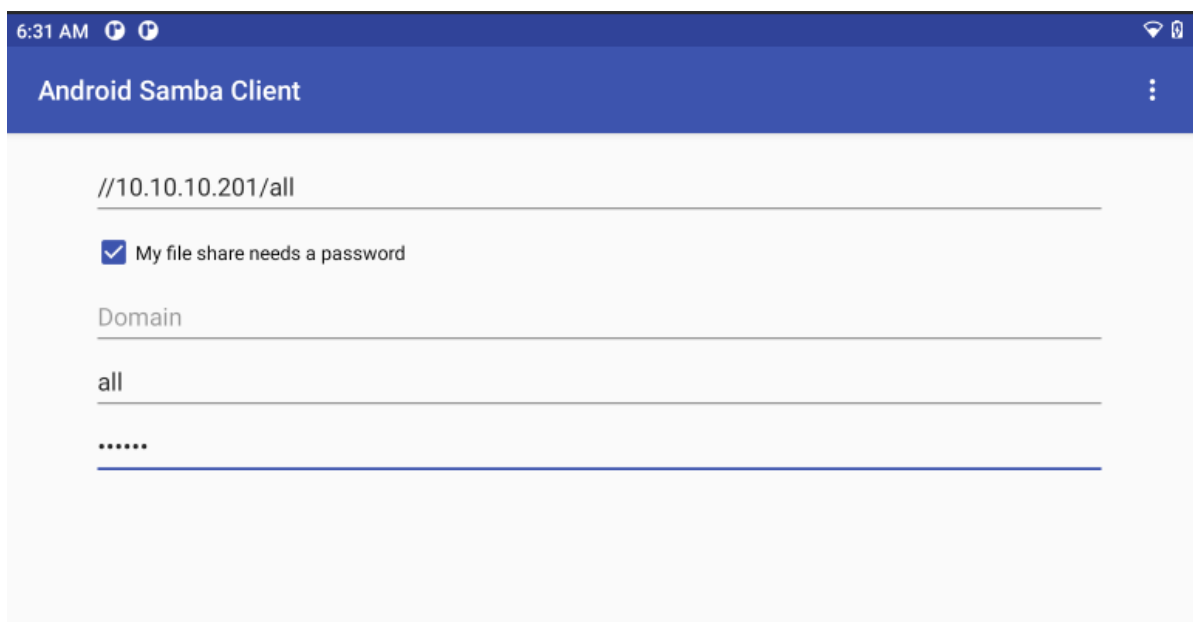 6:31 AM
Android Samba Client
//10.10.10.201/all
My file share needs a password
Domain
all
••••••